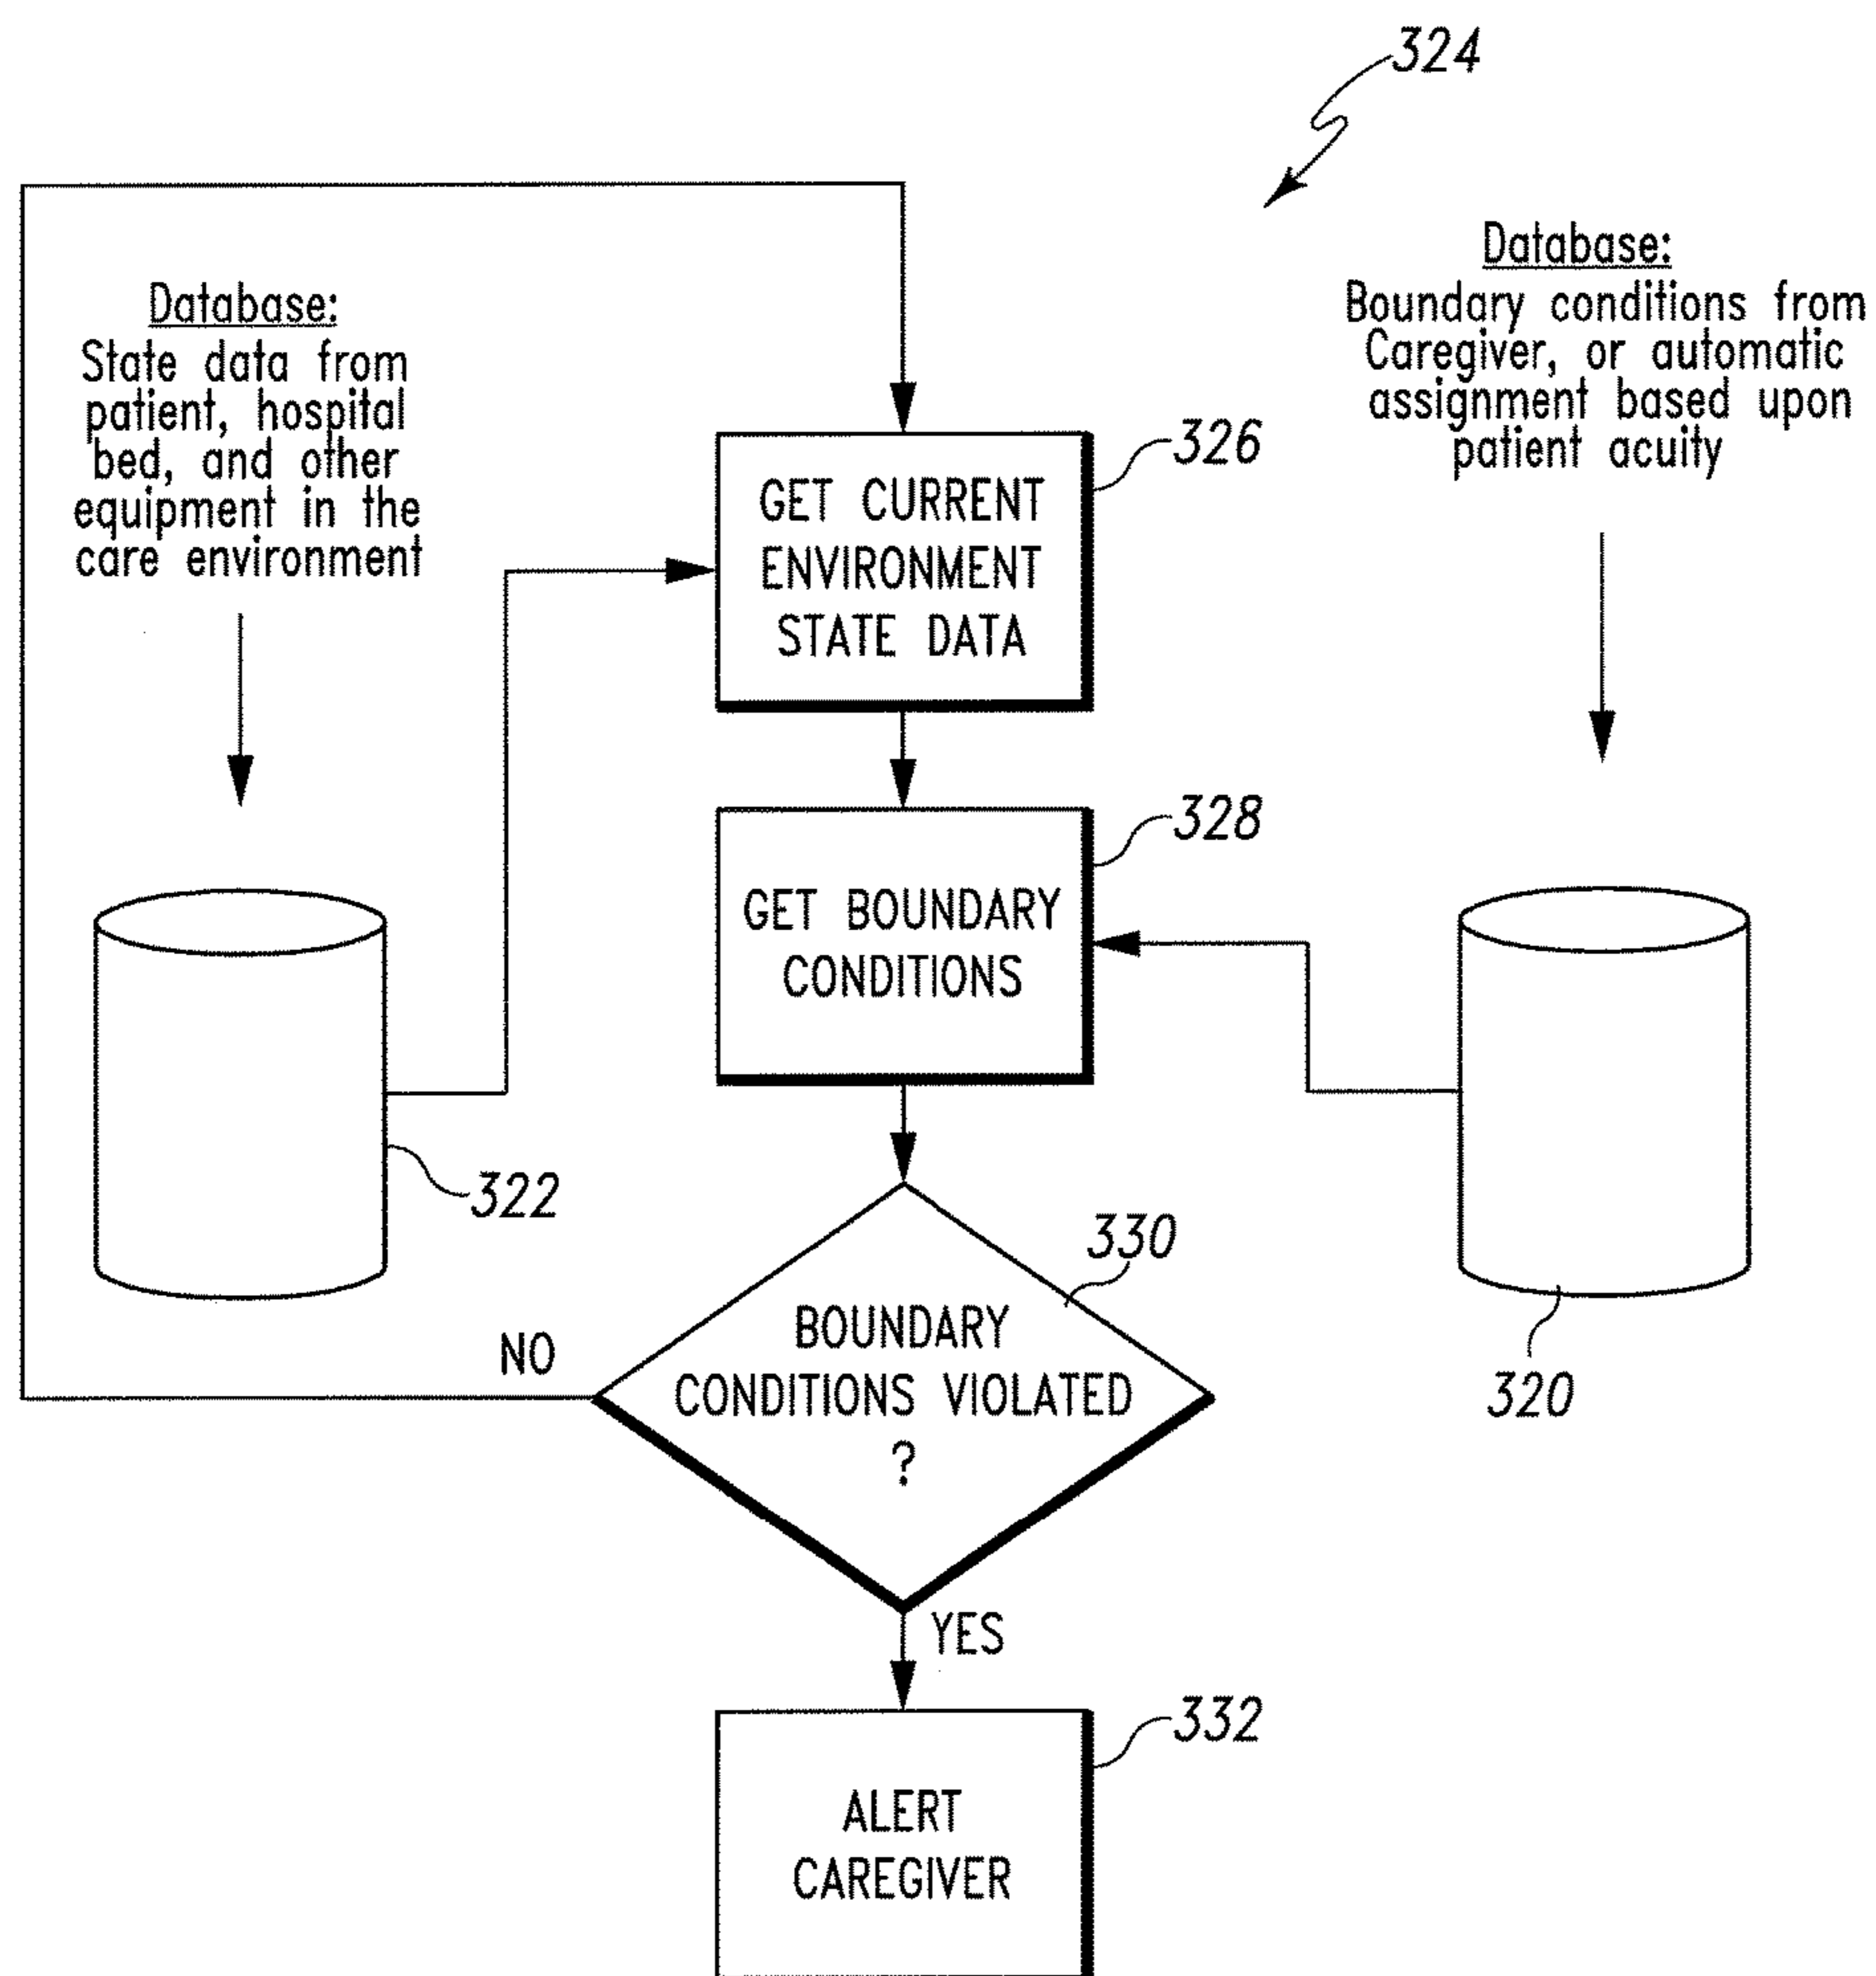 324
Database:
State data from
patient, hospital
bed, and other
equipment in the
care environment
Database:
Boundary conditions from
Caregiver, or automatic
assignment based upon
patient acuity
326
GET CURRENT
ENVIRONMENT
STATE DATA
328
GET BOUNDARY
CONDITIONS
322
330
BOUNDARY
CONDITIONS VIOLATED
?
NO
320
YES
332
ALERT
CAREGIVER